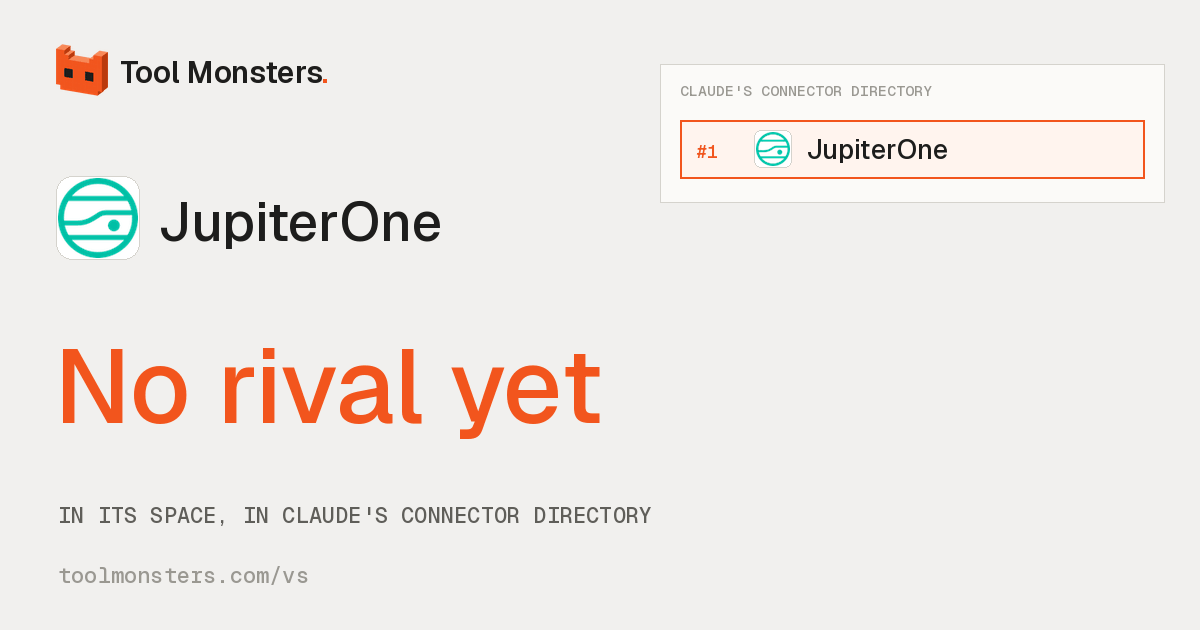 Tool Monsters.
CLAUDE'S CONNECTOR DIRECTORY
#1 JupiterOne
JupiterOne
No rival yet
IN ITS SPACE, IN CLAUDE'S CONNECTOR DIRECTORY
toolmonsters.com/vs